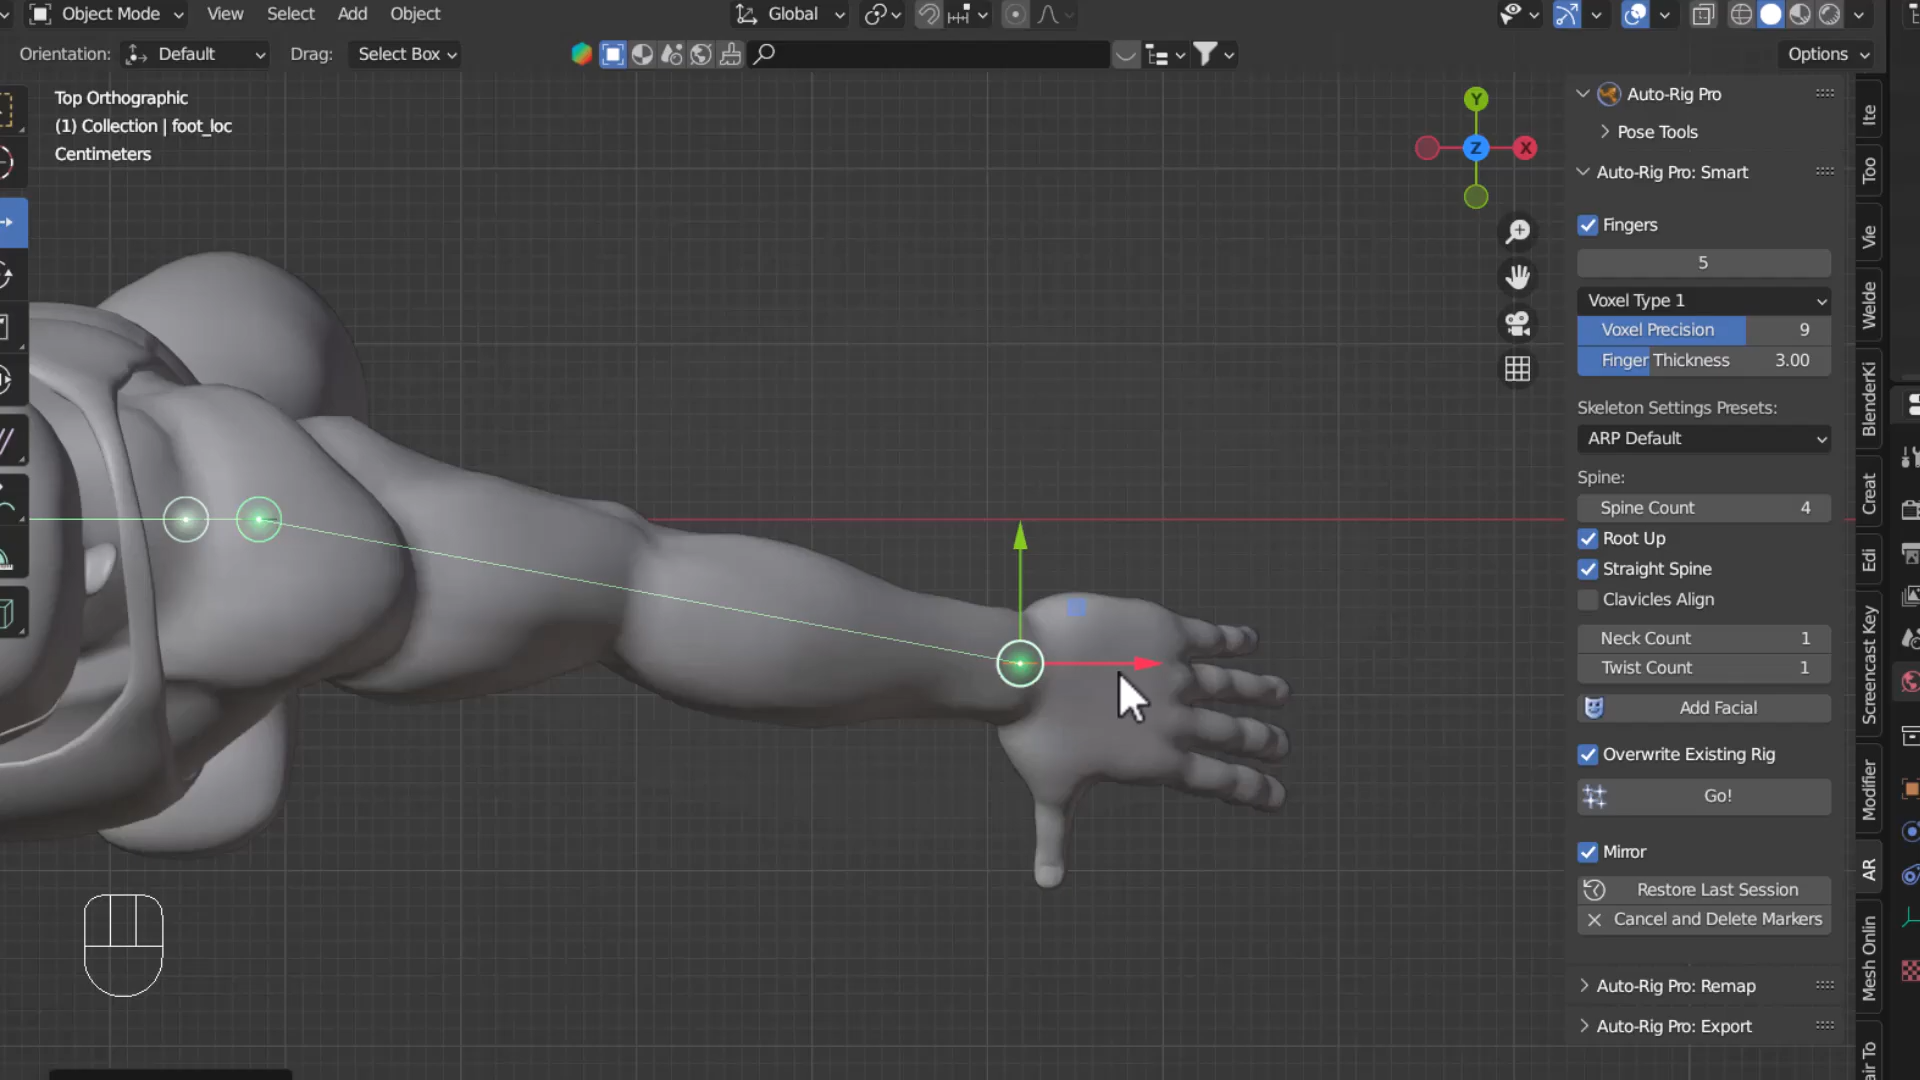 Object Mode View Select Add Object Global
Orientation: Default Drag: Select Box Options
Top Orthographic
(1) Collection | foot_loc
Centimeters
Y
Z
X
Auto-Rig Pro
Pose Tools
Auto-Rig Pro: Smart
Fingers
5
Voxel Type 1
Voxel Precision 9
Finger Thickness 3.00
Skeleton Settings Presets:
ARP Default
Spine:
Spine Count 4
Root Up
Straight Spine
Clavicles Align
Neck Count 1
Twist Count 1
Add Facial
Overwrite Existing Rig
Go!
Mirror
Restore Last Session
Cancel and Delete Markers
Auto-Rig Pro: Remap
Auto-Rig Pro: Export
Ite
Too
Vie
Welde
BlenderKi
Creat
Edi
Screencast Key
Modifier
AR
Mesh Onlin
air To